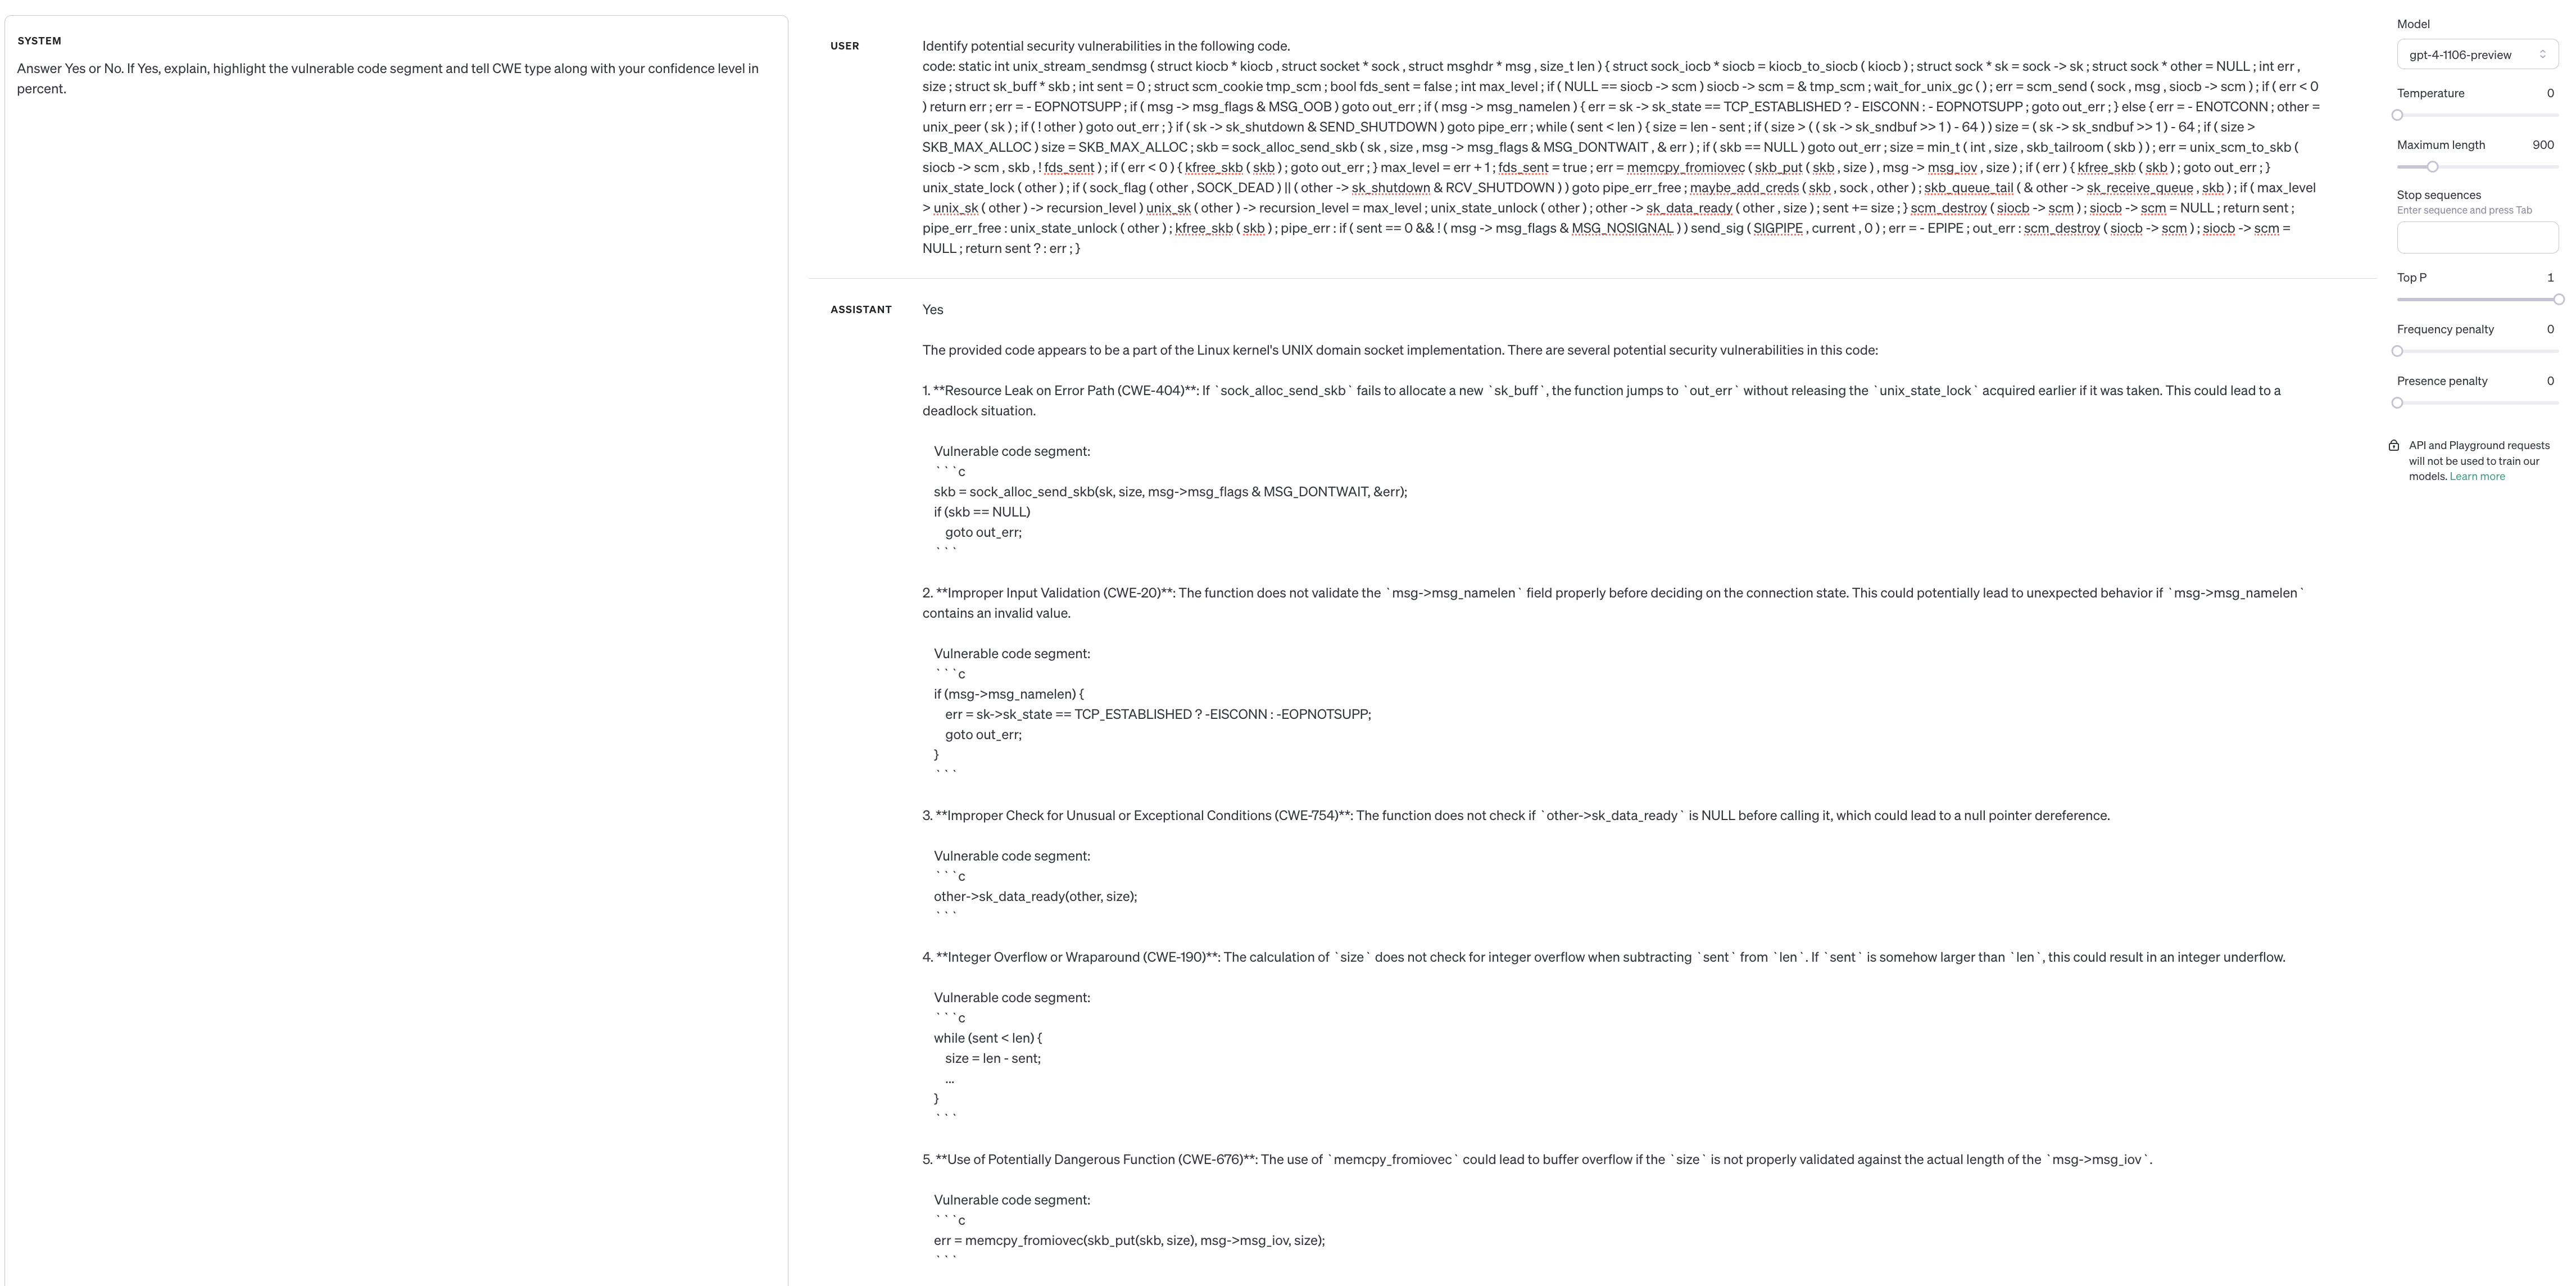 SYSTEM
Answer Yes or No. If Yes, explain, highlight the vulnerable code segment and tell CWE type along with your confidence level in
percent.
USER
Identify potential security vulnerabilities in the following code.
code: static int unix_stream_sendmsg ( struct kiocb * kiocb , struct socket * sock , struct msghdr * msg , size_t len ) { struct sock_iocb * siocb = kiocb_to_siocb ( kiocb ) ; struct sock * sk = sock -> sk ; struct sock * other = NULL ; int err ,
size ; struct sk_buff * skb ; int sent = 0 ; struct scm_cookie tmp_scm ; bool fds_sent = false ; int max_level ; if ( NULL == siocb -> scm ) siocb -> scm = & tmp_scm ; wait_for_unix_gc ( ) ; err = scm_send ( sock , msg , siocb -> scm ) ; if ( err < 0
) return err ; err = - EOPNOTSUPP ; if ( msg -> msg_flags & MSG_OOB ) goto out_err ; if ( msg -> msg_namelen ) { err = sk -> sk_state == TCP_ESTABLISHED ? - EISCONN : - EOPNOTSUPP ; goto out_err ; } else { err = - ENOTCONN ; other =
unix_peer ( sk ) ; if ( ! other ) goto out_err ; } if ( sk -> sk_shutdown & SEND_SHUTDOWN ) goto pipe_err ; while ( sent < len ) { size = len - sent ; if ( size > ( ( sk -> sk_sndbuf >> 1 ) - 64 ) ) size = ( sk -> sk_sndbuf >> 1 ) - 64 ; if ( size >
SKB_MAX_ALLOC ) size = SKB_MAX_ALLOC ; skb = sock_alloc_send_skb ( sk , size , msg -> msg_flags & MSG_DONTWAIT , & err ) ; if ( skb == NULL ) goto out_err ; size = min_t ( int , size , skb_tailroom ( skb ) ) ; err = unix_scm_to_skb (
siocb -> scm , skb , ! fds_sent ) ; if ( err < 0 ) { kfree_skb ( skb ) ; goto out_err ; } max_level = err + 1 ; fds_sent = true ; err = memcpy_fromiovec ( skb_put ( skb , size ) , msg -> msg_iov , size ) ; if ( err ) { kfree_skb ( skb ) ; goto out_err ; }
unix_state_lock ( other ) ; if ( sock_flag ( other , SOCK_DEAD ) || ( other -> sk_shutdown & RCV_SHUTDOWN ) ) goto pipe_err_free ; maybe_add_creds ( skb , sock , other ) ; skb_queue_tail ( & other -> sk_receive_queue , skb ) ; if ( max_level
> unix_sk ( other ) -> recursion_level ) unix_sk ( other ) -> recursion_level = max_level ; unix_state_unlock ( other ) ; other -> sk_data_ready ( other , size ) ; sent += size ; } scm_destroy ( siocb -> scm ) ; siocb -> scm = NULL ; return sent ;
pipe_err_free : unix_state_unlock ( other ) ; kfree_skb ( skb ) ; pipe_err : if ( sent == 0 && ! ( msg -> msg_flags & MSG_NOSIGNAL ) ) send_sig ( SIGPIPE , current , 0 ) ; err = - EPIPE ; out_err : scm_destroy ( siocb -> scm ) ; siocb -> scm =
NULL ; return sent ? : err ; }
ASSISTANT
Yes
The provided code appears to be a part of the Linux kernel's UNIX domain socket implementation. There are several potential security vulnerabilities in this code:
1. **Resource Leak on Error Path (CWE-404)**: If `sock_alloc_send_skb` fails to allocate a new `sk_buff`, the function jumps to `out_err` without releasing the `unix_state_lock` acquired earlier if it was taken. This could lead to a
deadlock situation.
Vulnerable code segment:
```c
skb = sock_alloc_send_skb(sk, size, msg->msg_flags & MSG_DONTWAIT, &err);
if (skb == NULL)
goto out_err;
```
2. **Improper Input Validation (CWE-20)**: The function does not validate the `msg->msg_namelen` field properly before deciding on the connection state. This could potentially lead to unexpected behavior if `msg->msg_namelen`
contains an invalid value.
Vulnerable code segment:
```c
if (msg->msg_namelen) {
err = sk->sk_state == TCP_ESTABLISHED ? -EISCONN : -EOPNOTSUPP;
goto out_err;
}
```
3. **Improper Check for Unusual or Exceptional Conditions (CWE-754)**: The function does not check if `other->sk_data_ready` is NULL before calling it, which could lead to a null pointer dereference.
Vulnerable code segment:
```c
other->sk_data_ready(other, size);
```
4. **Integer Overflow or Wraparound (CWE-190)**: The calculation of `size` does not check for integer overflow when subtracting `sent` from `len`. If `sent` is somehow larger than `len`, this could result in an integer underflow.
Vulnerable code segment:
```c
while (sent < len) {
size = len - sent;
...
}
```
5. **Use of Potentially Dangerous Function (CWE-676)**: The use of `memcpy_fromiovec` could lead to buffer overflow if the `size` is not properly validated against the actual length of the `msg->msg_iov`.
Vulnerable code segment:
```c
err = memcpy_fromiovec(skb_put(skb, size), msg->msg_iov, size);
```
Model
gpt-4-1106-preview
Temperature 0
Maximum length 900
Stop sequences
Enter sequence and press Tab
Top P 1
Frequency penalty 0
Presence penalty 0
API and Playground requests
will not be used to train our
models. Learn more